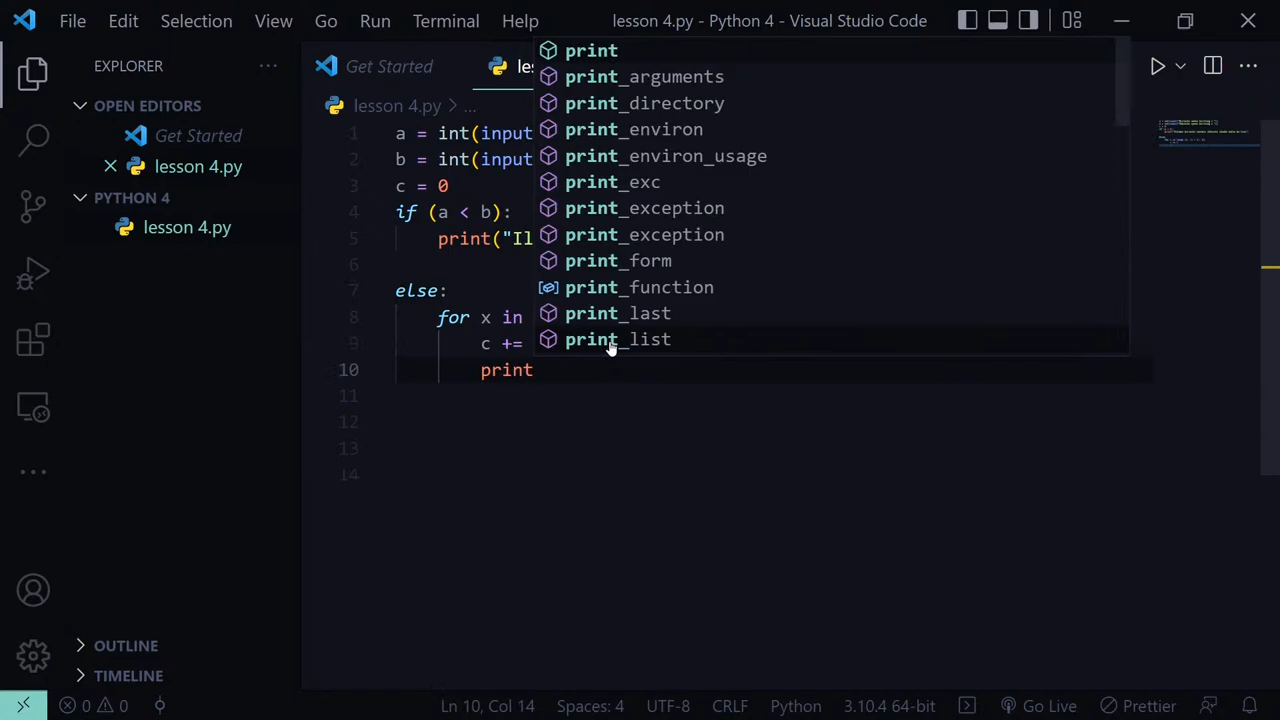 File Edit Selection View Go Run Terminal Help lesson 4.py - Python 4 - Visual Studio Code
EXPLORER
OPEN EDITORS
Get Started
lesson 4.py
PYTHON 4
lesson 4.py
OUTLINE
TIMELINE
Get Started le
lesson 4.py > ...
1 a = int(input
2 b = int(input
3 c = 0
4 if (a < b):
5 print("Il
6
7 else:
8 for x in
9 c +=
10 print
11
12
13
14
print
print_arguments
print_directory
print_environ
print_environ_usage
print_exc
print_exception
print_exception
print_form
print_function
print_last
print_list
0 0 Ln 10, Col 14 Spaces: 4 UTF-8 CRLF Python 3.10.4 64-bit Go Live Prettier